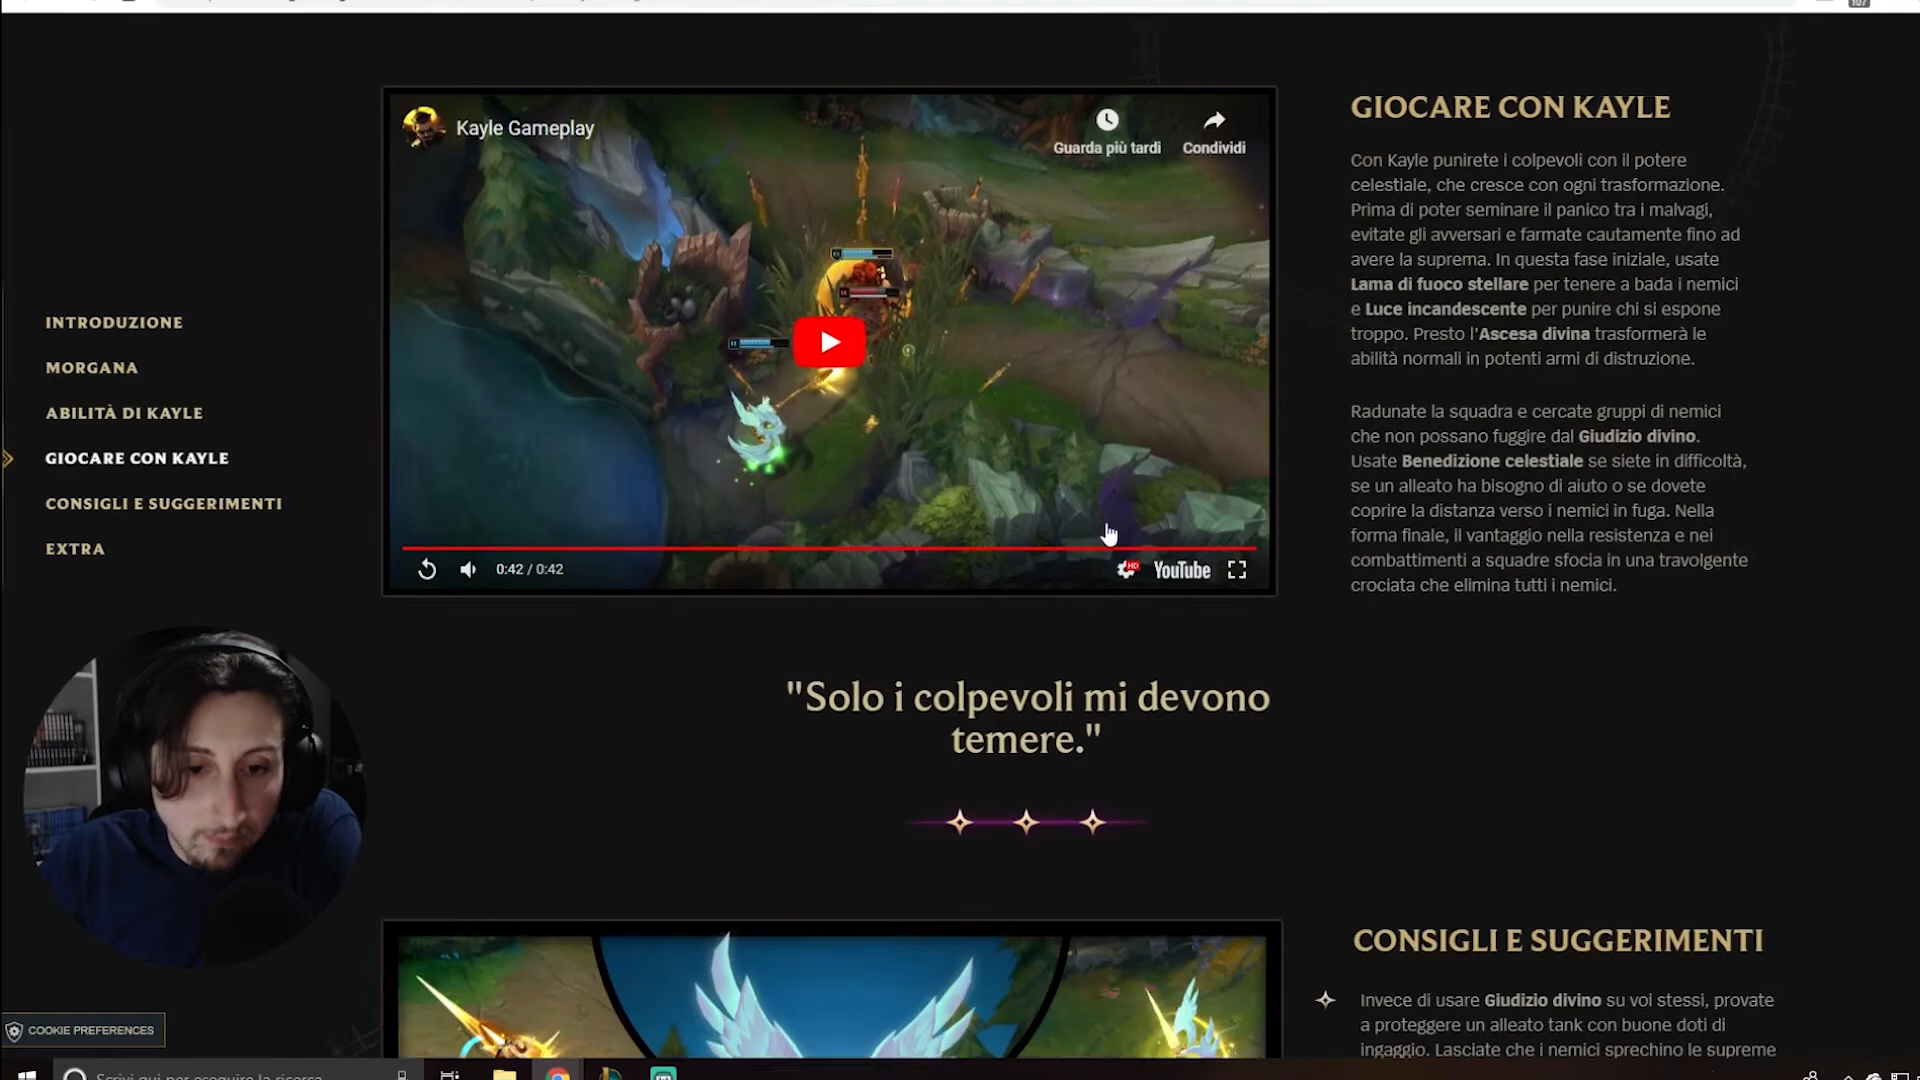 107
Kayle Gameplay
Guarda più tardi
Condividi
0:42 / 0:42
HD
YouTube
GIOCARE CON KAYLE
Con Kayle punirete i colpevoli con il potere
celestiale, che cresce con ogni trasformazione.
Prima di poter seminare il panico tra i malvagi,
evitate gli avversari e farmate cautamente fino ad
avere la suprema. In questa fase iniziale, usate
Lama di fuoco stellare per tenere a bada i nemici
e Luce incandescente per punire chi si espone
troppo. Presto l'Ascesa divina trasformerà le
abilità normali in potenti armi di distruzione.
Radunate la squadra e cercate gruppi di nemici
che non possano fuggire dal Giudizio divino.
Usate Benedizione celestiale se siete in difficoltà,
se un alleato ha bisogno di aiuto o se dovete
coprire la distanza verso i nemici in fuga. Nella
forma finale, il vantaggio nella resistenza e nei
combattimenti a squadre sfocia in una travolgente
crociata che elimina tutti i nemici.
INTRODUZIONE
MORGANA
ABILITÀ DI KAYLE
GIOCARE CON KAYLE
CONSIGLI E SUGGERIMENTI
EXTRA
"Solo i colpevoli mi devono
temere."
CONSIGLI E SUGGERIMENTI
Invece di usare Giudizio divino su voi stessi, provate
a proteggere un alleato tank con buone doti di
ingaggio. Lasciate che i nemici sprechino le supreme
COOKIE PREFERENCES
Scrivi qui per eseguire la ricerca